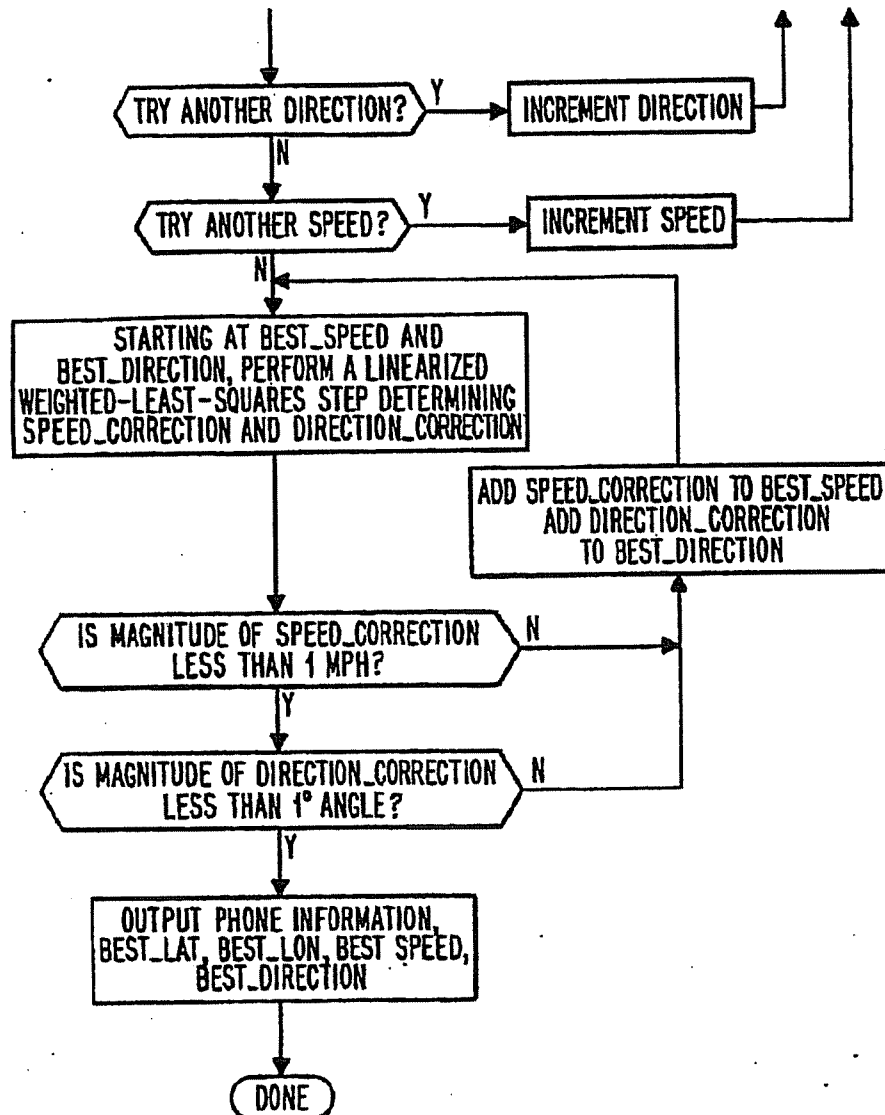 TRY ANOTHER DIRECTION?
Y
INCREMENT DIRECTION
N
TRY ANOTHER SPEED?
Y
INCREMENT SPEED
N
STARTING AT BEST_SPEED AND
BEST_DIRECTION, PERFORM A LINEARIZED
WEIGHTED-LEAST-SQUARES STEP DETERMINING
SPEED_CORRECTION AND DIRECTION_CORRECTION
ADD SPEED_CORRECTION TO BEST_SPEED
ADD DIRECTION_CORRECTION
TO BEST_DIRECTION
IS MAGNITUDE OF SPEED_CORRECTION
LESS THAN 1 MPH?
N
Y
IS MAGNITUDE OF DIRECTION_CORRECTION
LESS THAN 1° ANGLE?
N
Y
OUTPUT PHONE INFORMATION,
BEST_LAT, BEST_LON, BEST SPEED,
BEST_DIRECTION
DONE